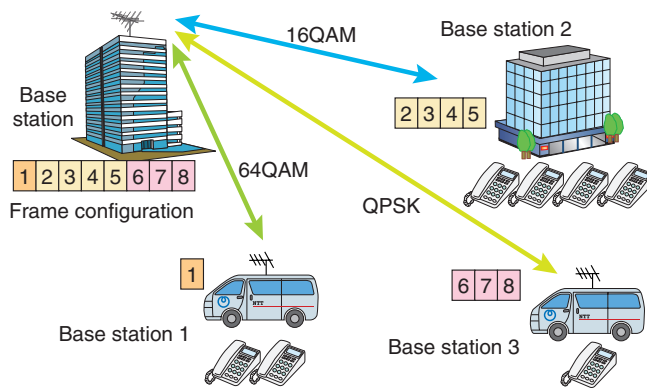 16QAM
Base station 2
Base
station
2 3 4 5
1 2 3 4 5 6 7 8
64QAM
Frame configuration
QPSK
1
6 7 8
NTT
NTT
Base station 1
Base station 3